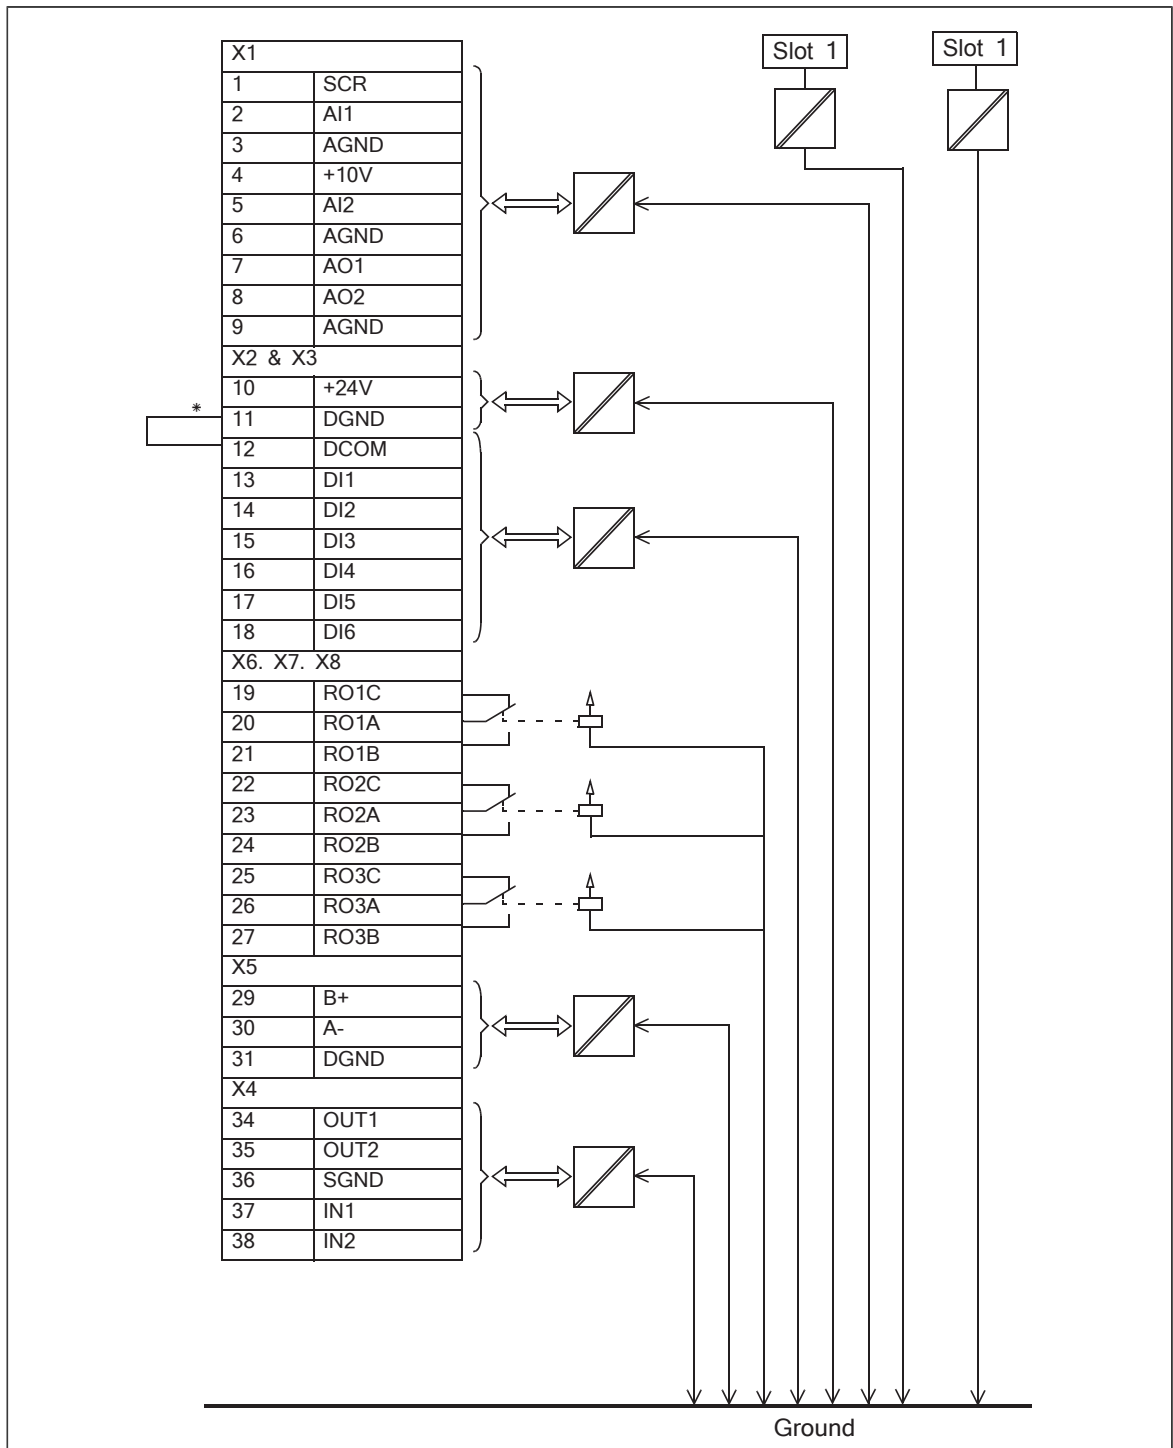 Slot 1
Slot 1
X1
1 SCR
2 AI1
3 AGND
4 +10V
5 AI2
6 AGND
7 AO1
8 AO2
9 AGND
X2 & X3
10 +24V
*
11 DGND
12 DCOM
13 DI1
14 DI2
15 DI3
16 DI4
17 DI5
18 DI6
X6. X7. X8
19 RO1C
20 RO1A
21 RO1B
22 RO2C
23 RO2A
24 RO2B
25 RO3C
26 RO3A
27 RO3B
X5
29 B+
30 A-
31 DGND
X4
34 OUT1
35 OUT2
36 SGND
37 IN1
38 IN2
Ground